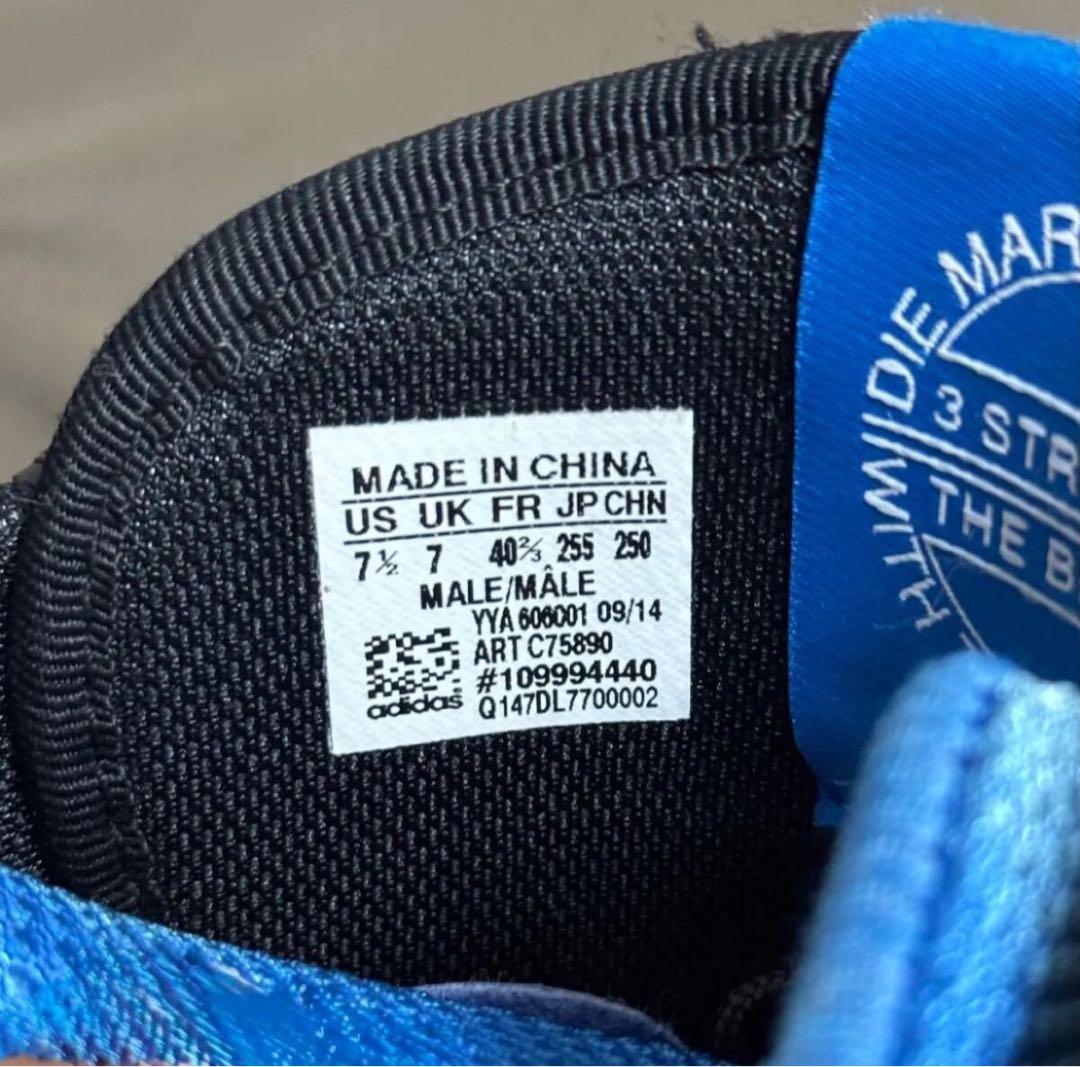 MADE IN CHINA
US UK FR JP CHN
7½ 7 40⅔ 255 250
MALE/MÂLE
YYA 606001 09/14
ART C75890
#109994440
adidas Q147DL7700002
DIE MAR
3 STR
THE B
MIT H